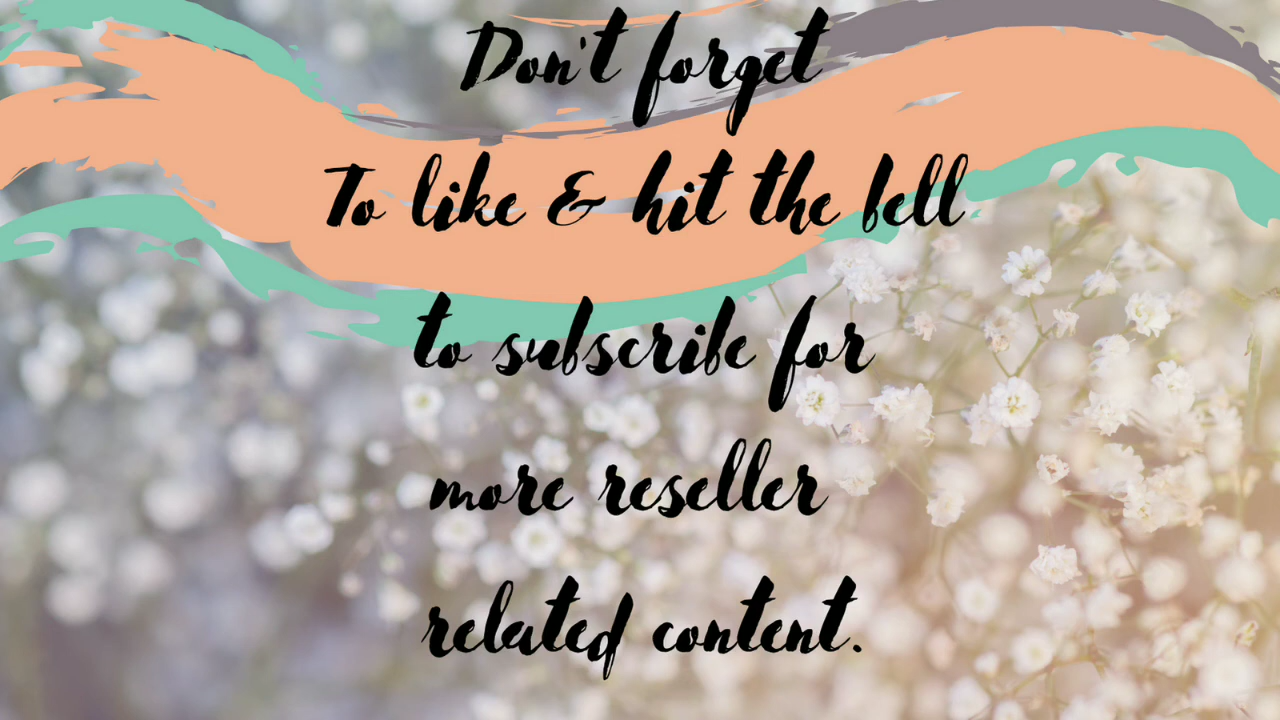 Don't forget
To like & hit the bell
to subscribe for
more reseller
related content.